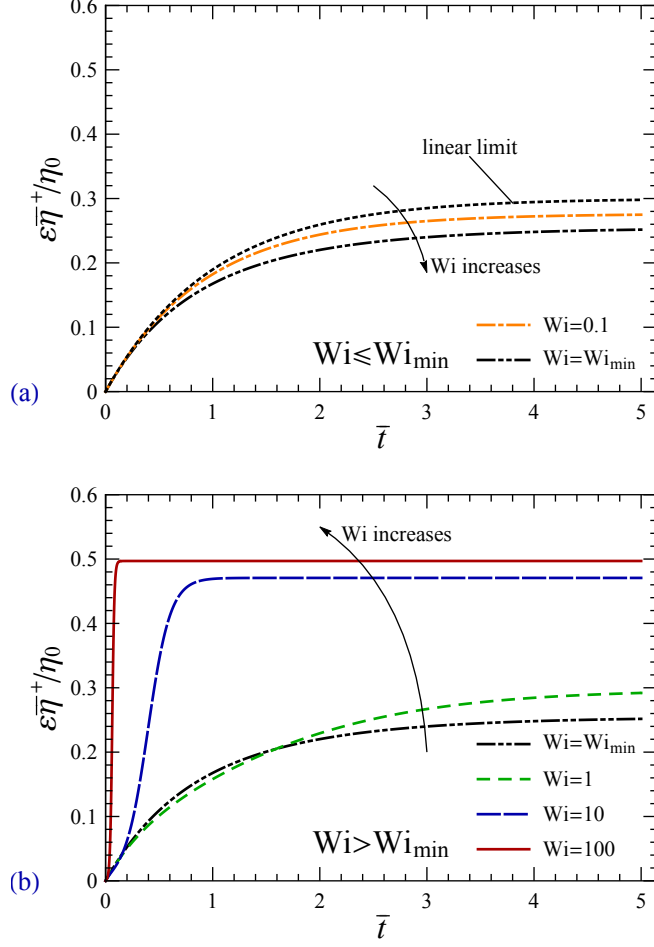 0.6
0.5
0.4
0.3
0.2
0.1
0
εη̅⁺/η₀
linear limit
Wi increases
Wi=0.1
Wi=Wi_min
Wi⩽Wi_min
0 1 2 3 4 5
t̅
(a)
0.6
0.5
0.4
0.3
0.2
0.1
0
εη̅⁺/η₀
Wi increases
Wi=Wi_min
Wi=1
Wi=10
Wi=100
Wi>Wi_min
0 1 2 3 4 5
t̅
(b)